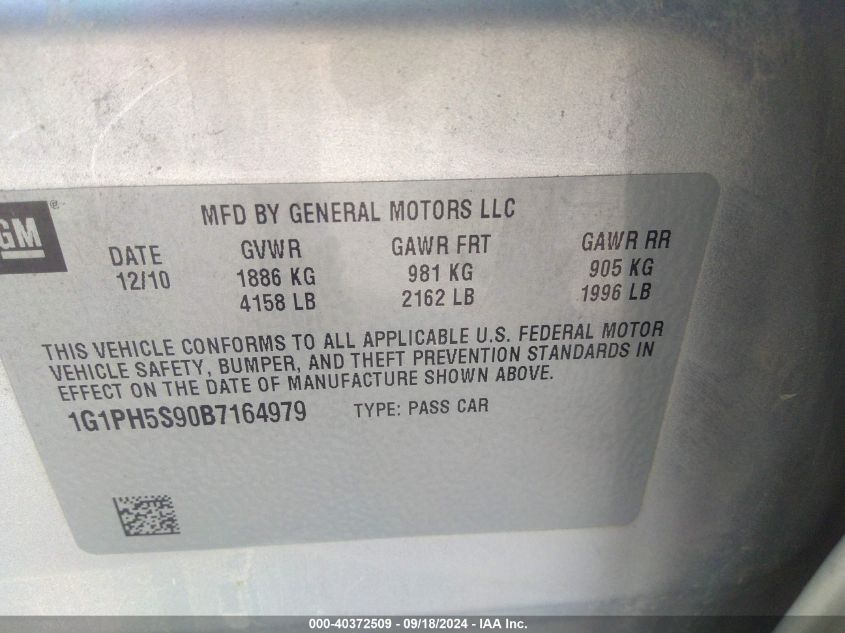 GM®
MFD BY GENERAL MOTORS LLC
DATE GVWR GAWR FRT GAWR RR
12/10 1886 KG 981 KG 905 KG
4158 LB 2162 LB 1996 LB
THIS VEHICLE CONFORMS TO ALL APPLICABLE U.S. FEDERAL MOTOR
VEHICLE SAFETY, BUMPER, AND THEFT PREVENTION STANDARDS IN
EFFECT ON THE DATE OF MANUFACTURE SHOWN ABOVE.
1G1PH5S90B7164979 TYPE: PASS CAR
000-40372509 - 09/18/2024 - IAA Inc.